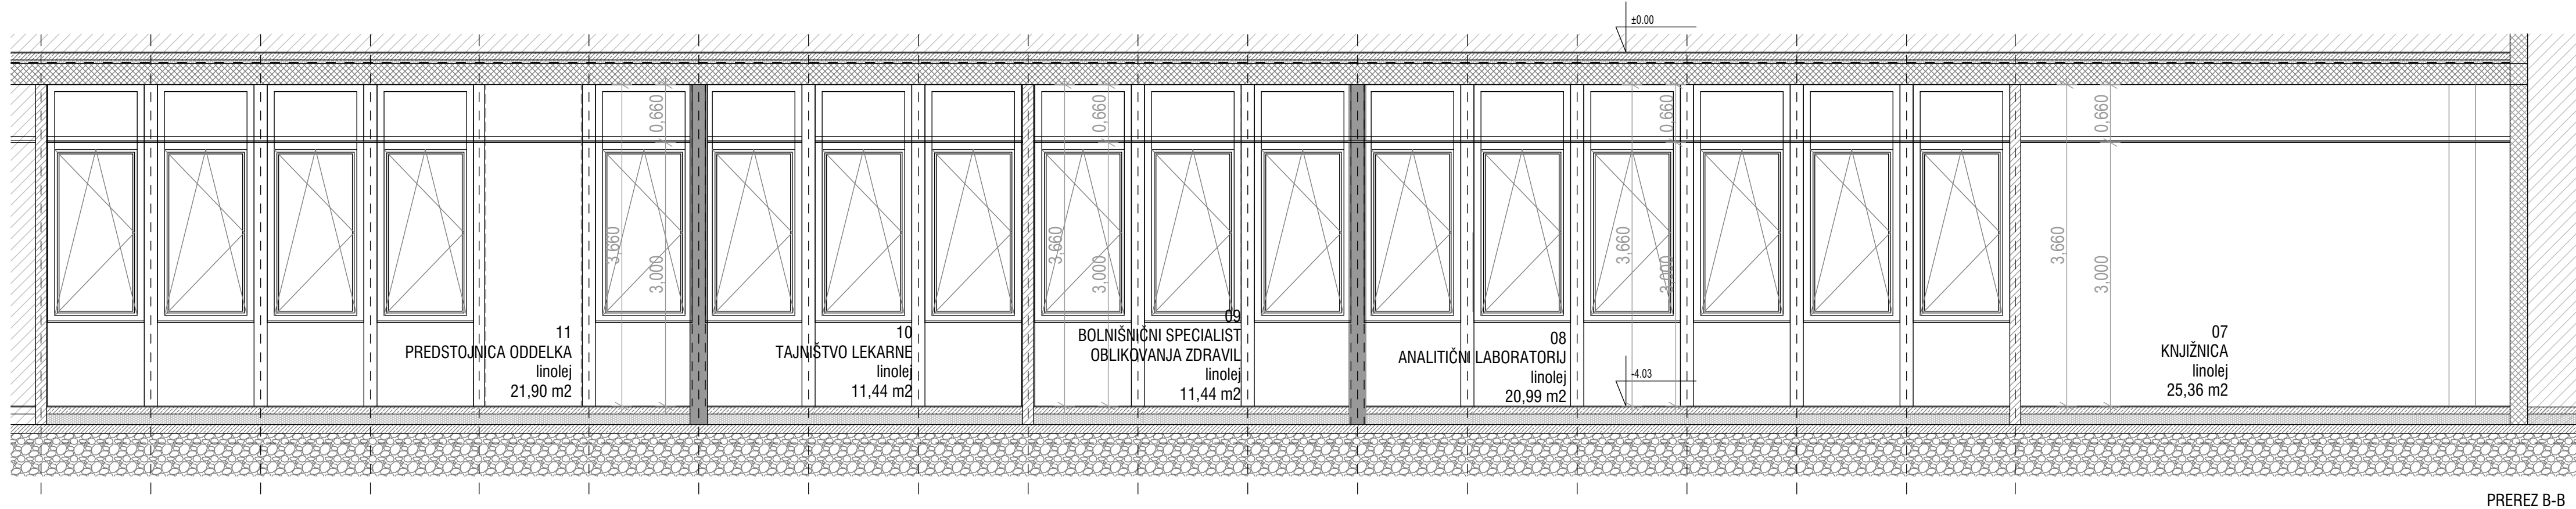 ±0.00
0,660
3,660
3,000
0,660
3,660
3,000
0,660
3,660
3,000
0,660
3,660
3,000
11
PREDSTOJNICA ODDELKA
linolej
21,90 m2
10
TAJNIŠTVO LEKARNE
linolej
11,44 m2
09
BOLNIŠNIČNI SPECIALIST
OBLIKOVANJA ZDRAVIL
linolej
11,44 m2
08
ANALITIČNI LABORATORIJ
linolej
20,99 m2
-4.03
07
KNJIŽNICA
linolej
25,36 m2
PREREZ B-B